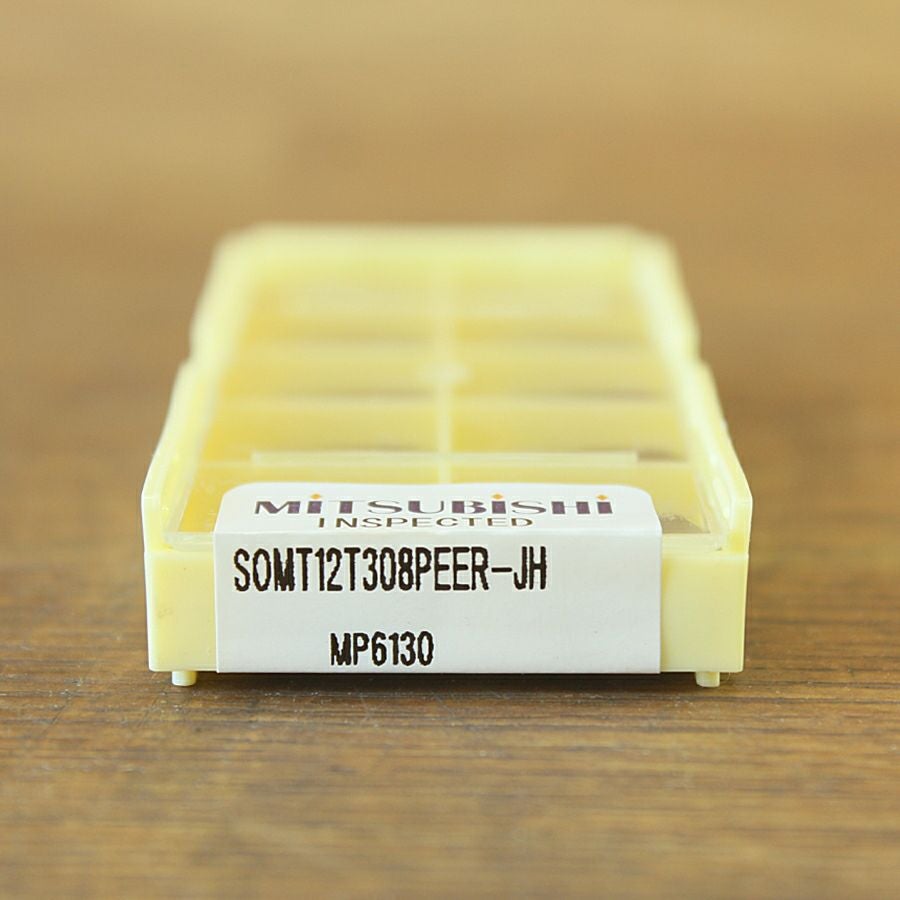 MITSUBISHI
INSPECTED
SOMT12T308PEER-JH
MP6130